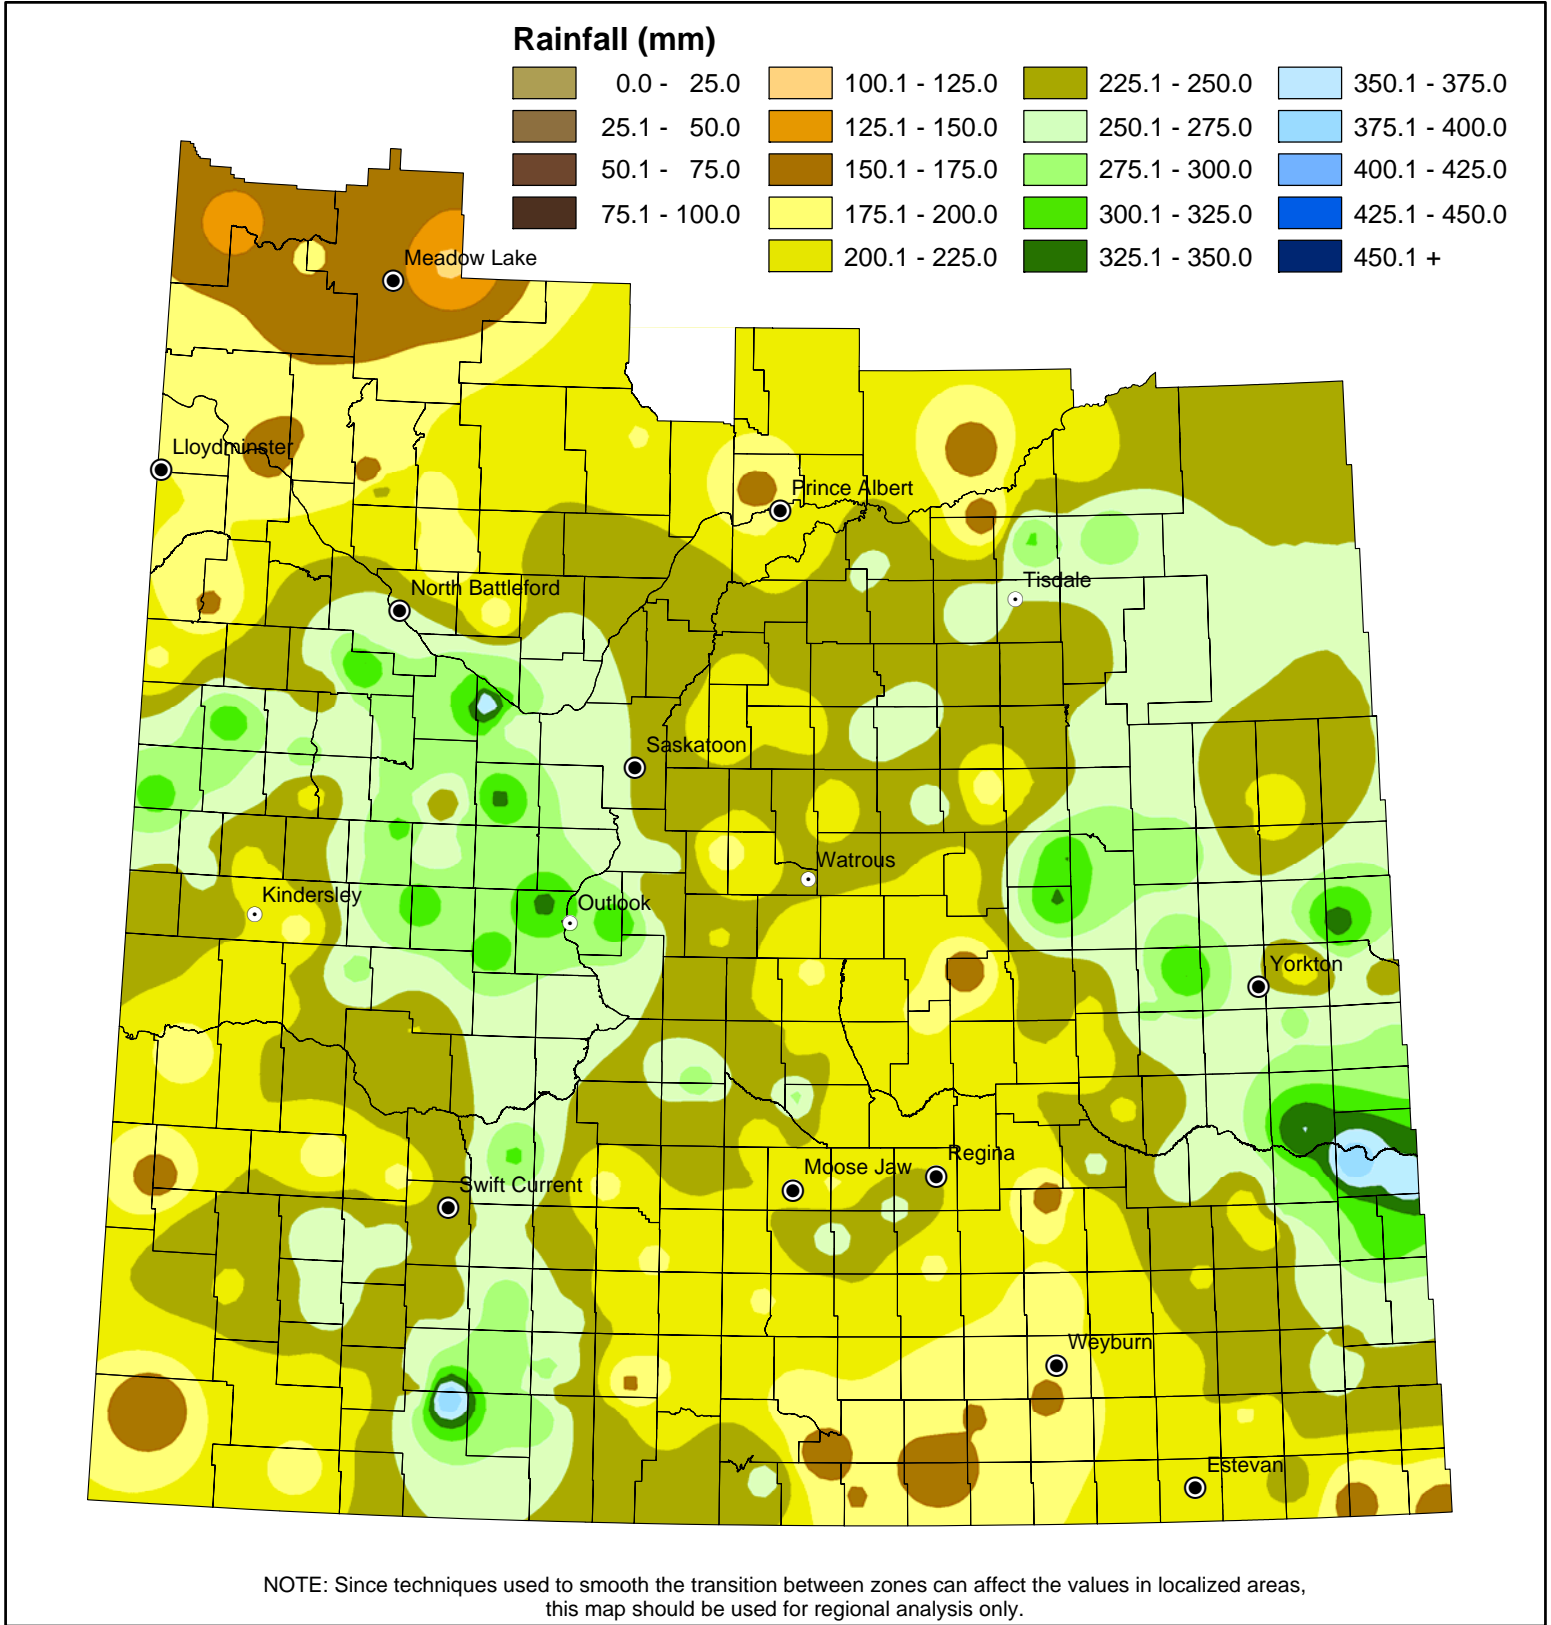 Rainfall (mm)
0.0 - 25.0
25.1 - 50.0
50.1 - 75.0
75.1 - 100.0
100.1 - 125.0
125.1 - 150.0
150.1 - 175.0
175.1 - 200.0
200.1 - 225.0
225.1 - 250.0
250.1 - 275.0
275.1 - 300.0
300.1 - 325.0
325.1 - 350.0
350.1 - 375.0
375.1 - 400.0
400.1 - 425.0
425.1 - 450.0
450.1 +
Meadow Lake
Lloydminster
Prince Albert
North Battleford
Tisdale
Saskatoon
Watrous
Kindersley
Outlook
Yorkton
Regina
Moose Jaw
Swift Current
Weyburn
Estevan
NOTE: Since techniques used to smooth the transition between zones can affect the values in localized areas,
this map should be used for regional analysis only.